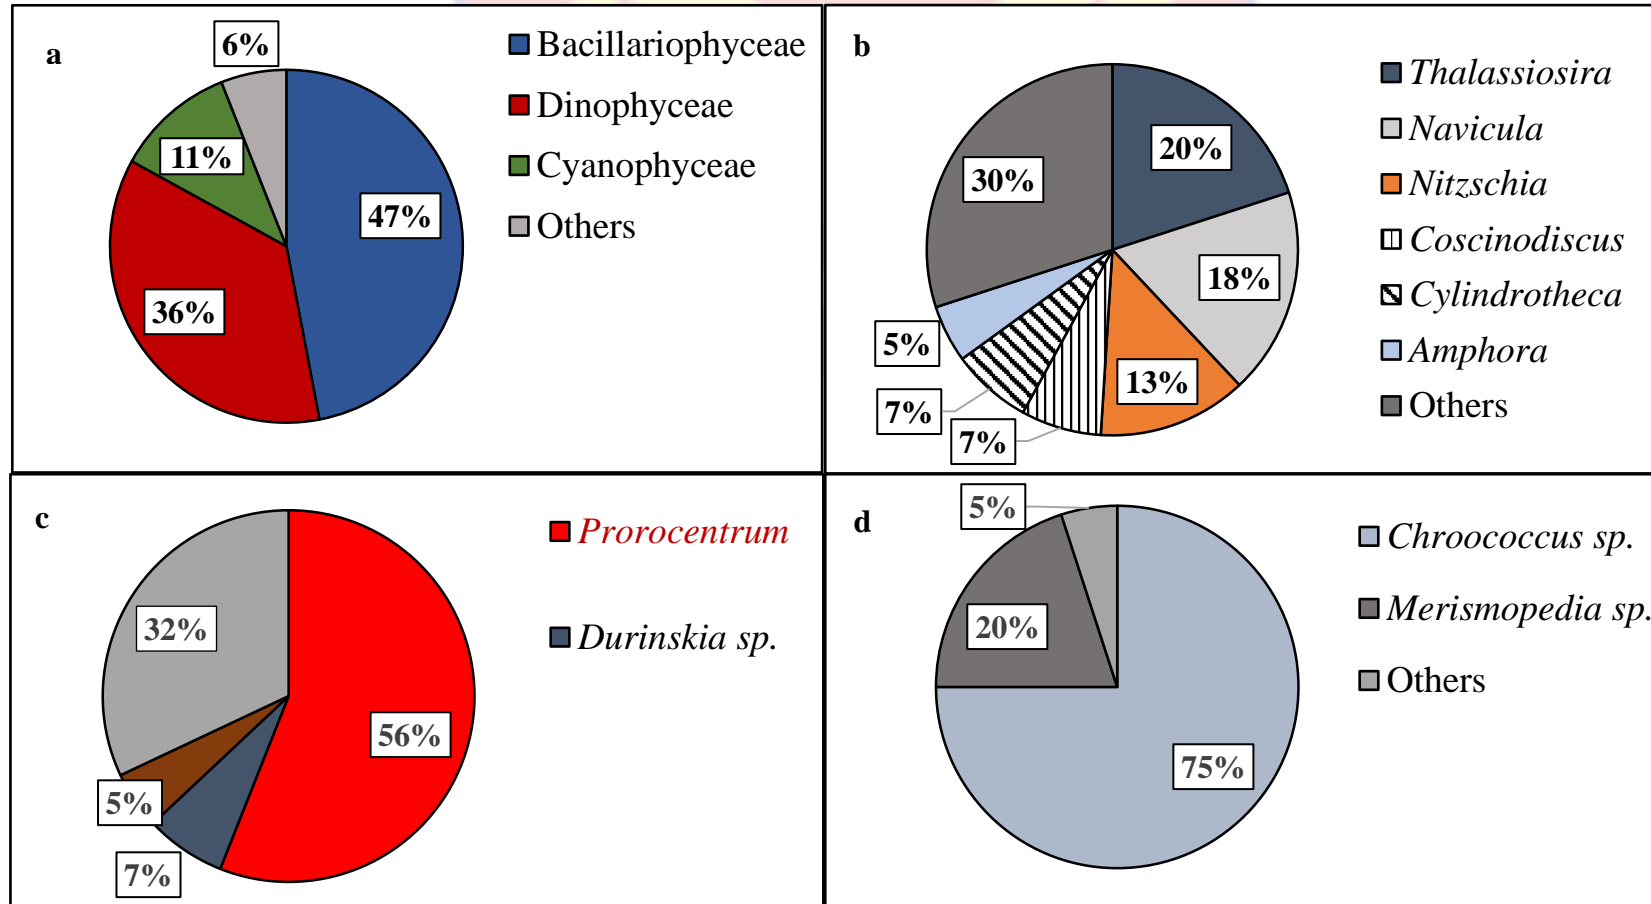 a
6%
11%
47%
36%
Bacillariophyceae
Dinophyceae
Cyanophyceae
Others
b
20%
30%
18%
5%
13%
7%
7%
Thalassiosira
Navicula
Nitzschia
Coscinodiscus
Cylindrotheca
Amphora
Others
c
32%
56%
5%
7%
Prorocentrum
Durinskia sp.
d
5%
20%
75%
Chroococcus sp.
Merismopedia sp.
Others